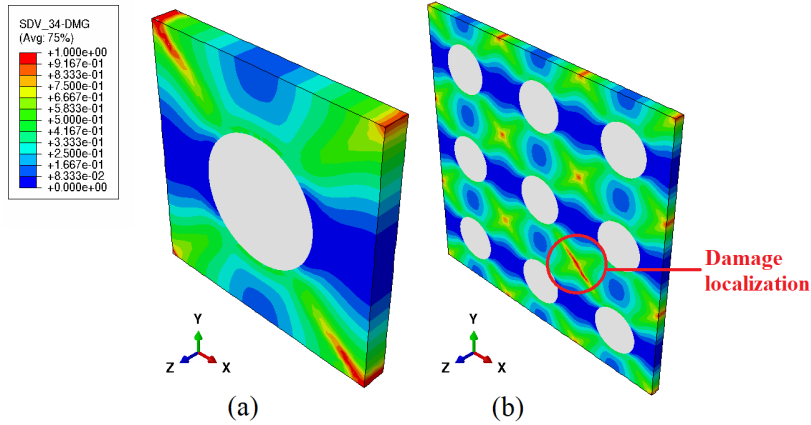 SDV_34-DMG
(Avg: 75%)
+1.000e+00
+9.167e-01
+8.333e-01
+7.500e-01
+6.667e-01
+5.833e-01
+5.000e-01
+4.167e-01
+3.333e-01
+2.500e-01
+1.667e-01
+8.333e-02
+0.000e+00
Damage
localization
Y
Z
X
Y
Z
X
(a)
(b)